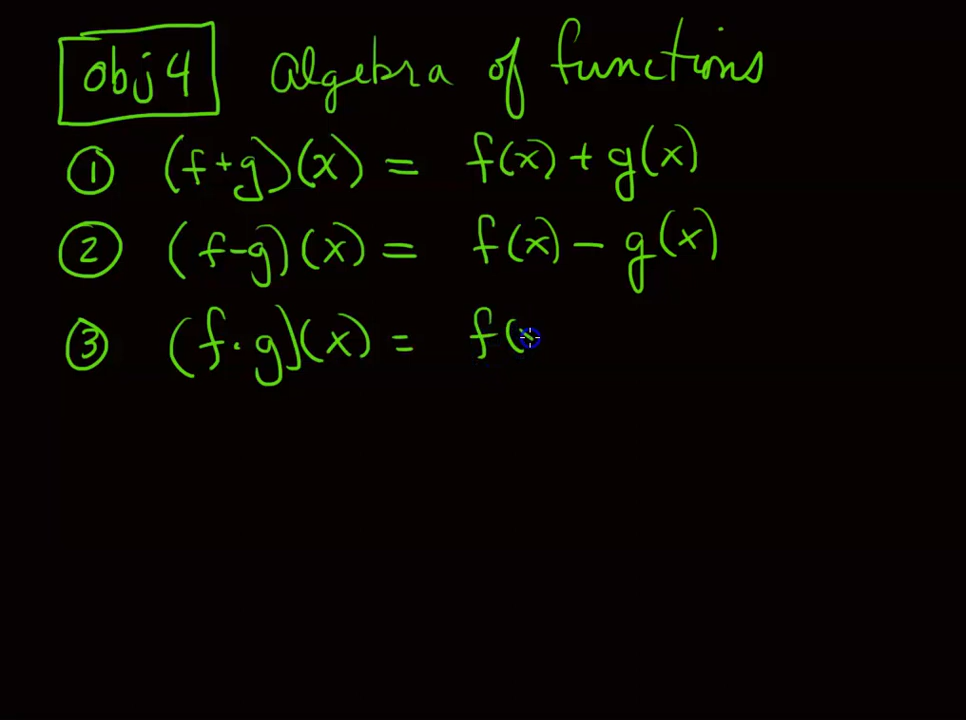 obj 4 algebra of functions
① (f+g)(x) = f(x) + g(x)
② (f-g)(x) = f(x) - g(x)
③ (f·g)(x) = f(x